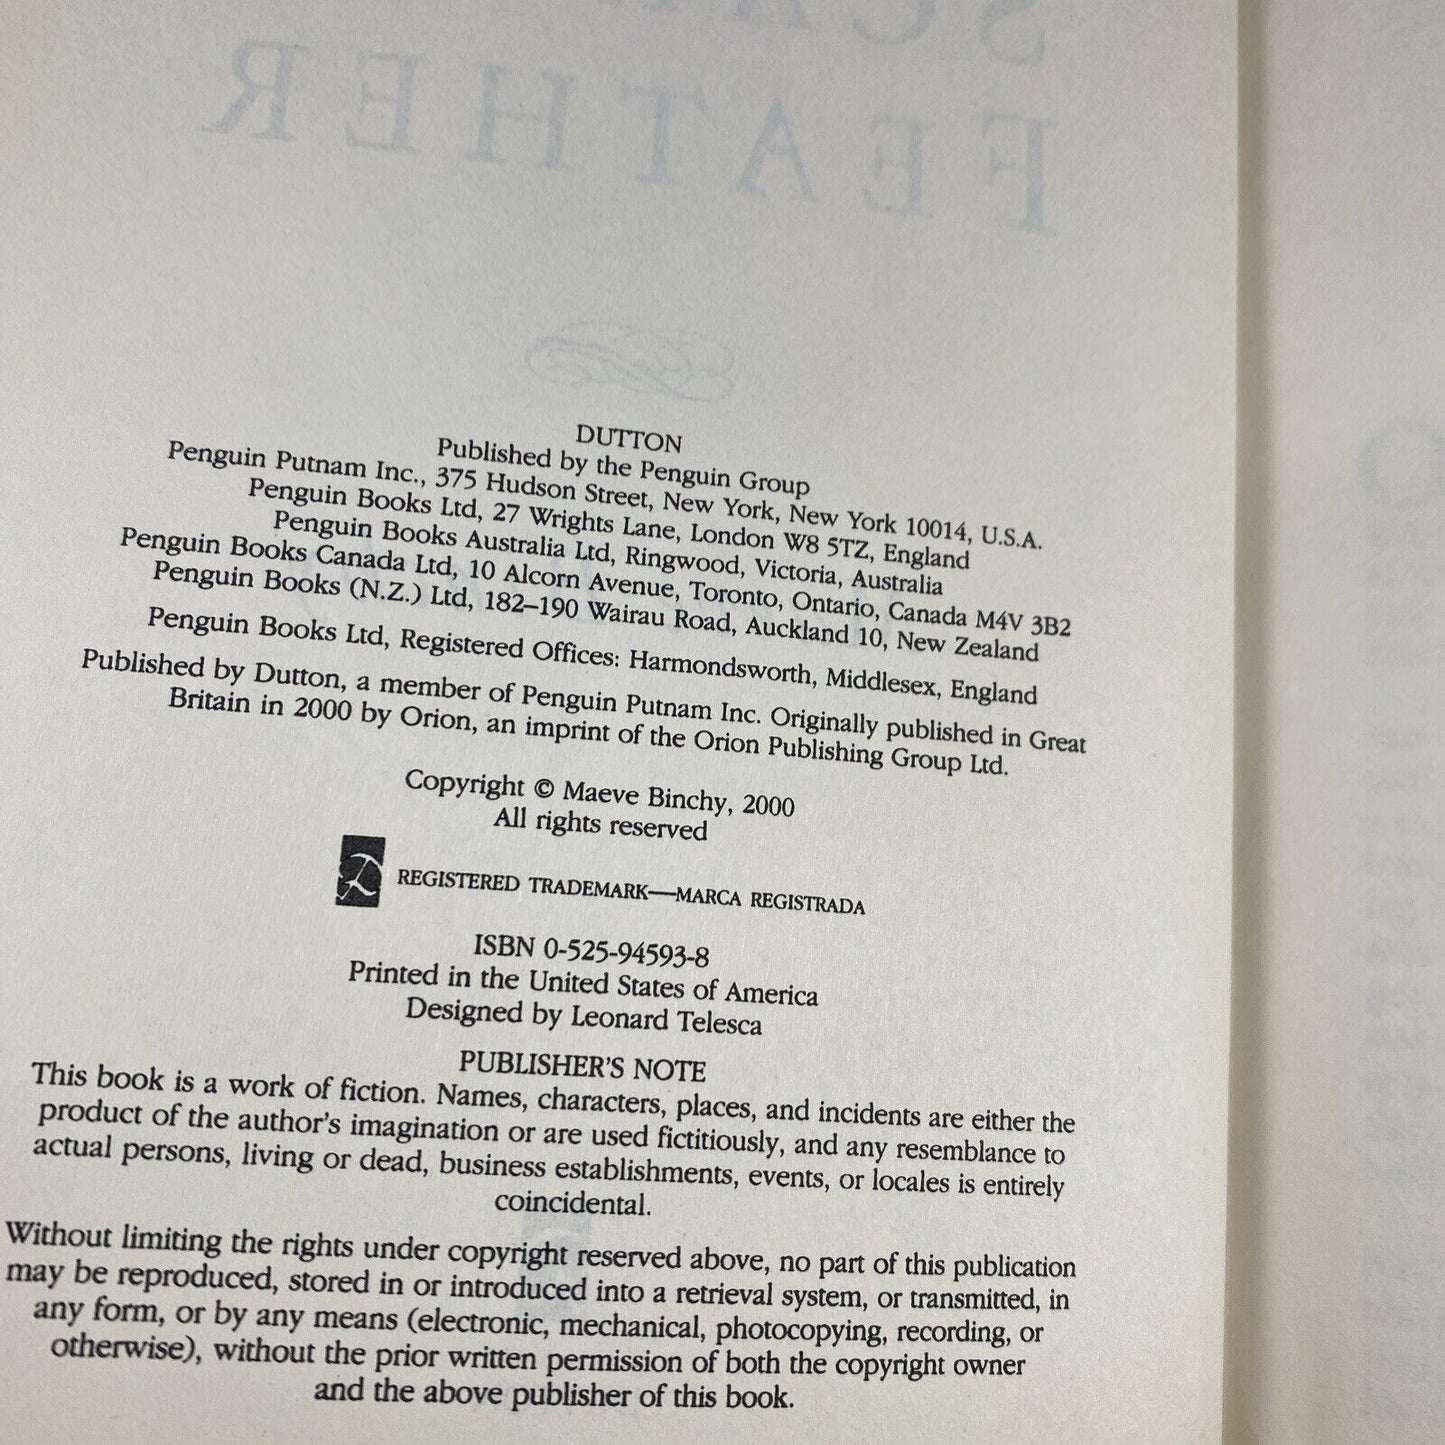 SCAR
FEATHER
DUTTON
Published by the Penguin Group
Penguin Putnam Inc., 375 Hudson Street, New York, New York 10014, U.S.A.
Penguin Books Ltd, 27 Wrights Lane, London W8 5TZ, England
Penguin Books Australia Ltd, Ringwood, Victoria, Australia
Penguin Books Canada Ltd, 10 Alcorn Avenue, Toronto, Ontario, Canada M4V 3B2
Penguin Books (N.Z.) Ltd, 182–190 Wairau Road, Auckland 10, New Zealand
Penguin Books Ltd, Registered Offices: Harmondsworth, Middlesex, England
Published by Dutton, a member of Penguin Putnam Inc. Originally published in Great
Britain in 2000 by Orion, an imprint of the Orion Publishing Group Ltd.
Copyright © Maeve Binchy, 2000
All rights reserved
REGISTERED TRADEMARK—MARCA REGISTRADA
ISBN 0-525-94593-8
Printed in the United States of America
Designed by Leonard Telesca
PUBLISHER'S NOTE
This book is a work of fiction. Names, characters, places, and incidents are either the
product of the author's imagination or are used fictitiously, and any resemblance to
actual persons, living or dead, business establishments, events, or locales is entirely
coincidental.
Without limiting the rights under copyright reserved above, no part of this publication
may be reproduced, stored in or introduced into a retrieval system, or transmitted, in
any form, or by any means (electronic, mechanical, photocopying, recording, or
otherwise), without the prior written permission of both the copyright owner
and the above publisher of this book.